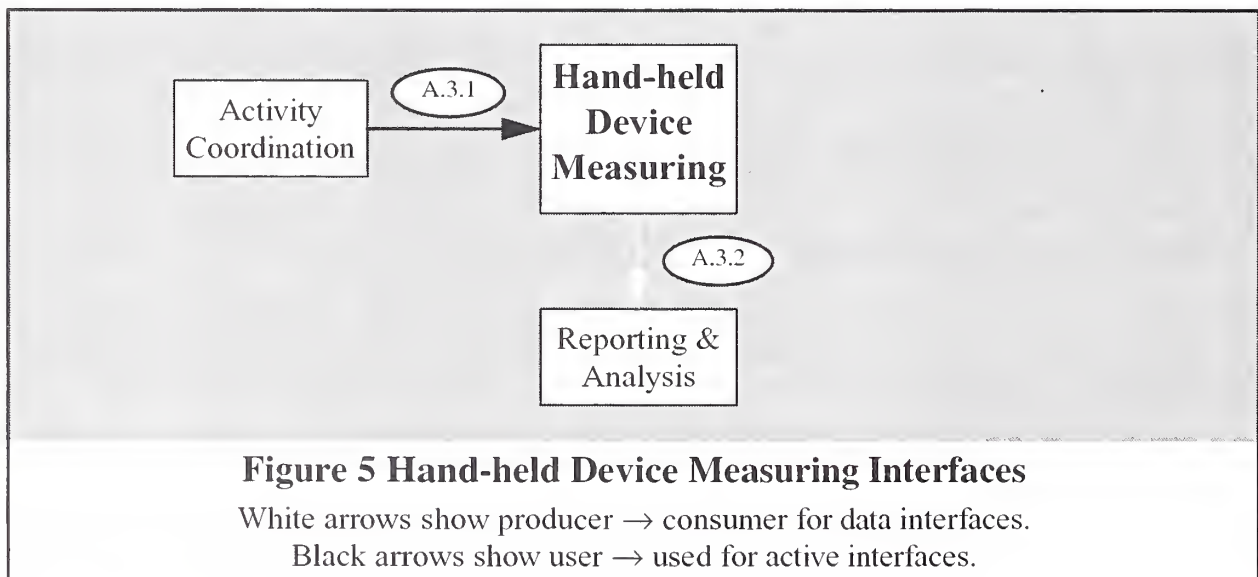 Activity
Coordination
A.3.1
Hand-held
Device
Measuring
A.3.2
Reporting &
Analysis
Figure 5 Hand-held Device Measuring Interfaces
White arrows show producer → consumer for data interfaces.
Black arrows show user → used for active interfaces.